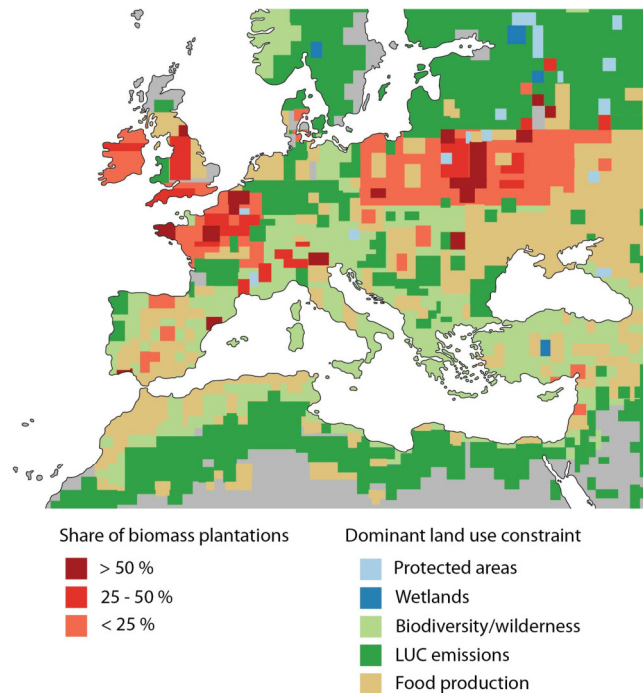 Share of biomass plantations
> 50 %
25 - 50 %
< 25 %
Dominant land use constraint
Protected areas
Wetlands
Biodiversity/wilderness
LUC emissions
Food production